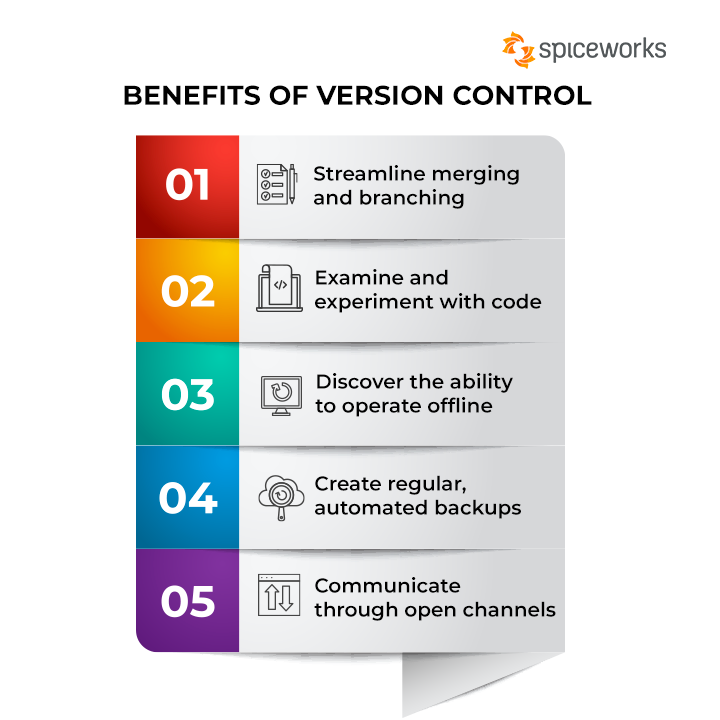 spiceworks
BENEFITS OF VERSION CONTROL
01
Streamline merging
and branching
02
</>
Examine and
experiment with code
03
Discover the ability
to operate offline
04
Create regular,
automated backups
05
Communicate
through open channels